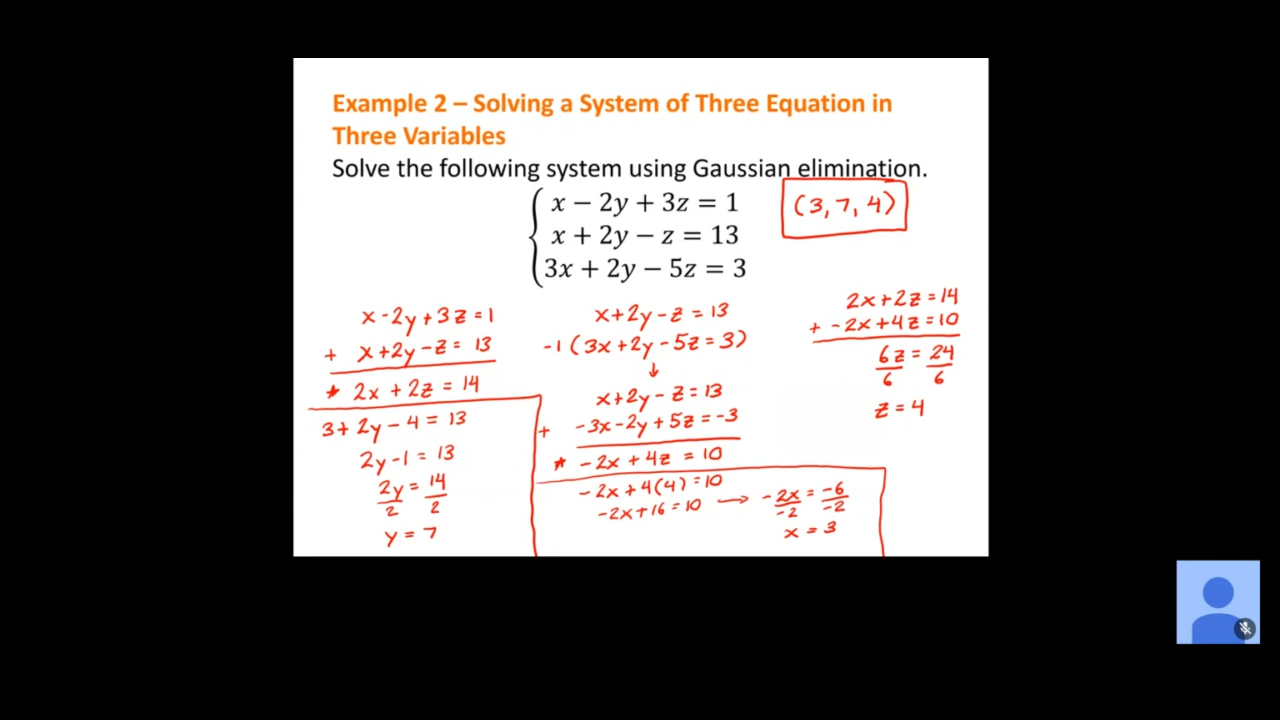 Example 2 – Solving a System of Three Equation in
Three Variables
Solve the following system using Gaussian elimination.
x − 2y + 3z = 1
x + 2y − z = 13
3x + 2y − 5z = 3
(3, 7, 4)
x - 2y + 3z = 1
+ x + 2y - z = 13
* 2x + 2z = 14
3 + 2y - 4 = 13
2y - 1 = 13
2y = 14
2 2
y = 7
x + 2y - z = 13
-1 (3x + 2y - 5z = 3)
↓
x + 2y - z = 13
+ -3x - 2y + 5z = -3
* -2x + 4z = 10
-2x + 4(4) = 10
-2x + 16 = 10 → -2x = -6
-2 -2
x = 3
2x + 2z = 14
+ -2x + 4z = 10
6z = 24
6 6
z = 4